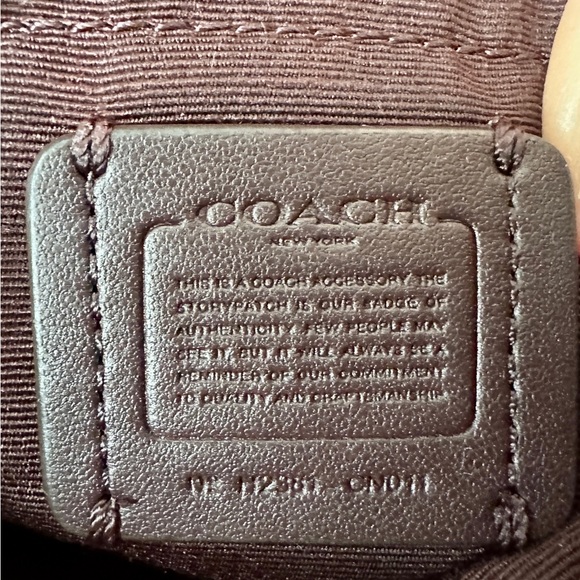 COACH
NEW YORK
THIS IS A COACH ACCESSORY. THE
STORYPATCH IS OUR BADGE OF
AUTHENTICITY. FEW PEOPLE MAY
SEE IT, BUT IT WILL ALWAYS BE A
REMINDER OF OUR COMMITMENT
TO QUALITY AND CRAFTSMANSHIP.